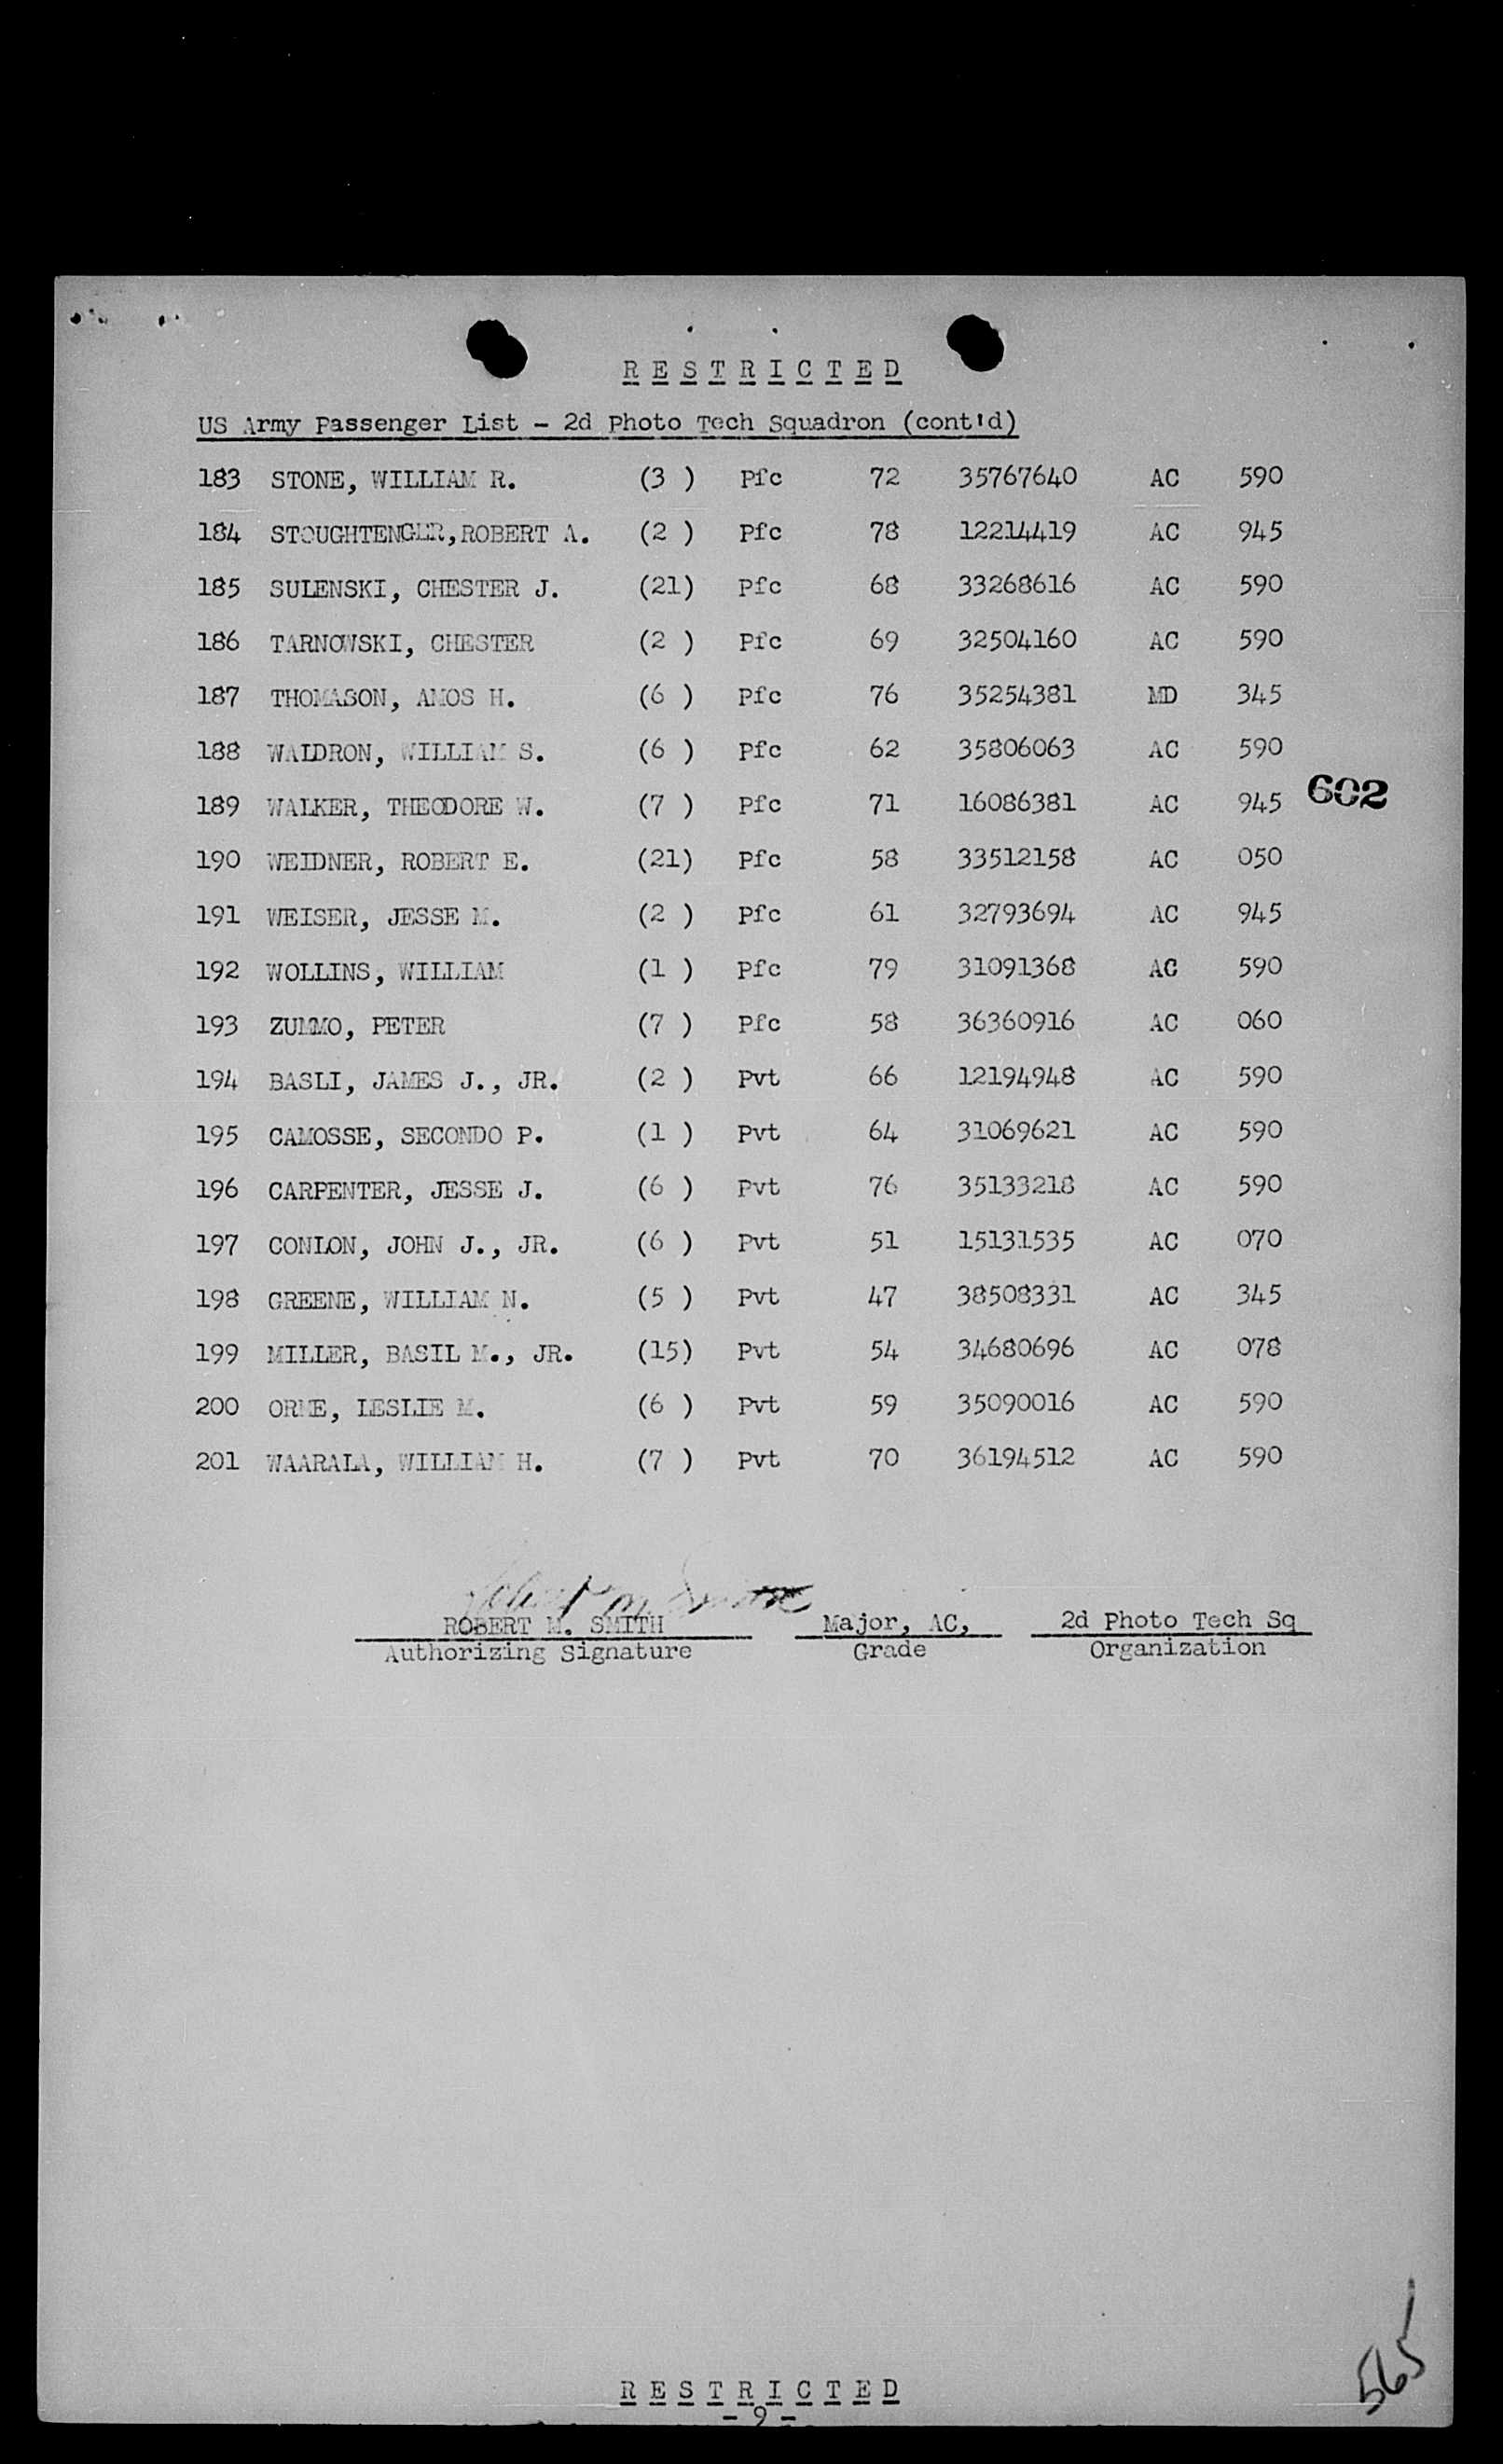 R E S T R I C T E D
US Army Passenger List - 2d Photo Tech Squadron (cont'd)
183 STONE, WILLIAM R. (3 ) Pfc 72 35767640 AC 590
184 STOUGHTENGER,ROBERT A. (2 ) Pfc 78 12214419 AC 945
185 SULENSKI, CHESTER J. (21) Pfc 68 33268616 AC 590
186 TARNOWSKI, CHESTER (2 ) Pfc 69 32504160 AC 590
187 THOMASON, AMOS H. (6 ) Pfc 76 35254381 MD 345
188 WALDRON, WILLIAM S. (6 ) Pfc 62 35806063 AC 590
189 WALKER, THEODORE W. (7 ) Pfc 71 16086381 AC 945 602
190 WEIDNER, ROBERT E. (21) Pfc 58 33512158 AC 050
191 WEISER, JESSE M. (2 ) Pfc 61 32793694 AC 945
192 WOLLINS, WILLIAM (1 ) Pfc 79 31091368 AC 590
193 ZUMMO, PETER (7 ) Pfc 58 36360916 AC 060
194 BASLI, JAMES J., JR. (2 ) Pvt 66 12194948 AC 590
195 CAMOSSE, SECONDO P. (1 ) Pvt 64 31069621 AC 590
196 CARPENTER, JESSE J. (6 ) Pvt 76 35133218 AC 590
197 CONLON, JOHN J., JR. (6 ) Pvt 51 15131535 AC 070
198 GREENE, WILLIAM N. (5 ) Pvt 47 38508331 AC 345
199 MILLER, BASIL M., JR. (15) Pvt 54 34680696 AC 078
200 ORME, LESLIE M. (6 ) Pvt 59 35090016 AC 590
201 WAARALA, WILLIAM H. (7 ) Pvt 70 36194512 AC 590
Robert M Smith
ROBERT M. SMITH Major, AC, 2d Photo Tech Sq
Authorizing Signature Grade Organization
565
R E S T R I C T E D
- 9 -